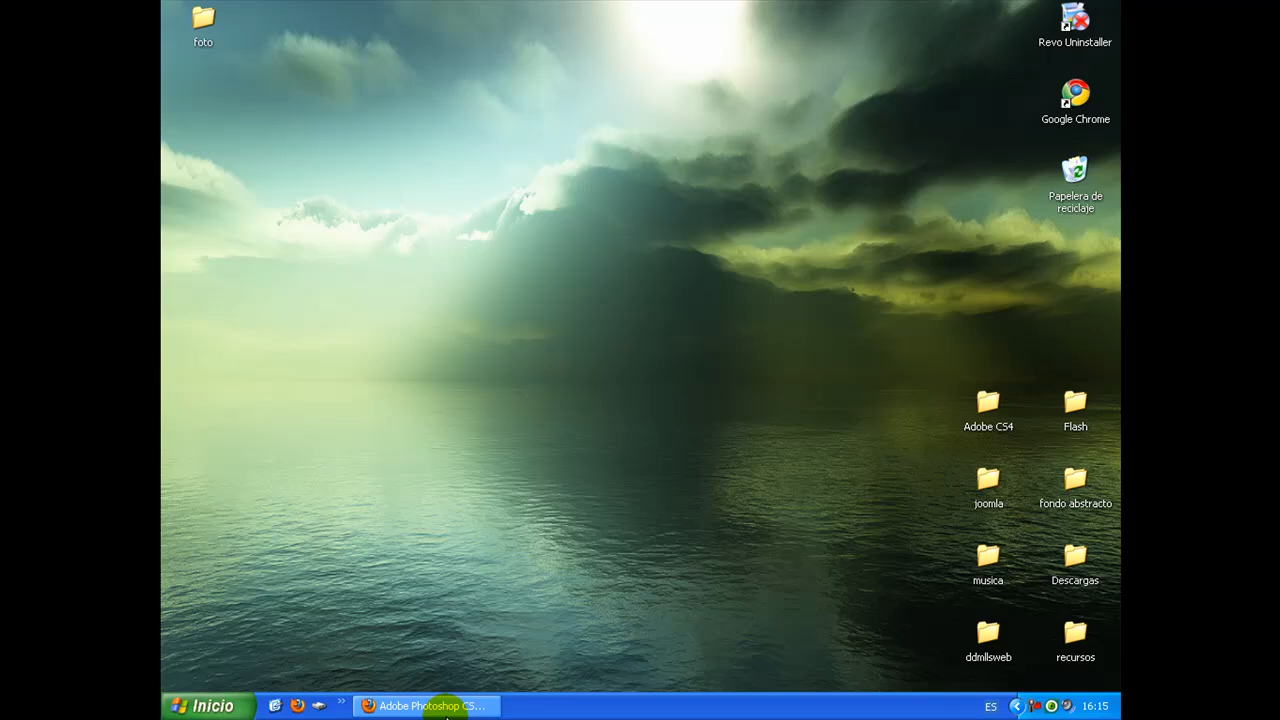 foto
Revo Uninstaller
Google Chrome
Papelera de
reciclaje
Adobe CS4
Flash
joomla
fondo abstracto
musica
Descargas
ddmllsweb
recursos
Inicio
Adobe Photoshop CS...
ES
16:15